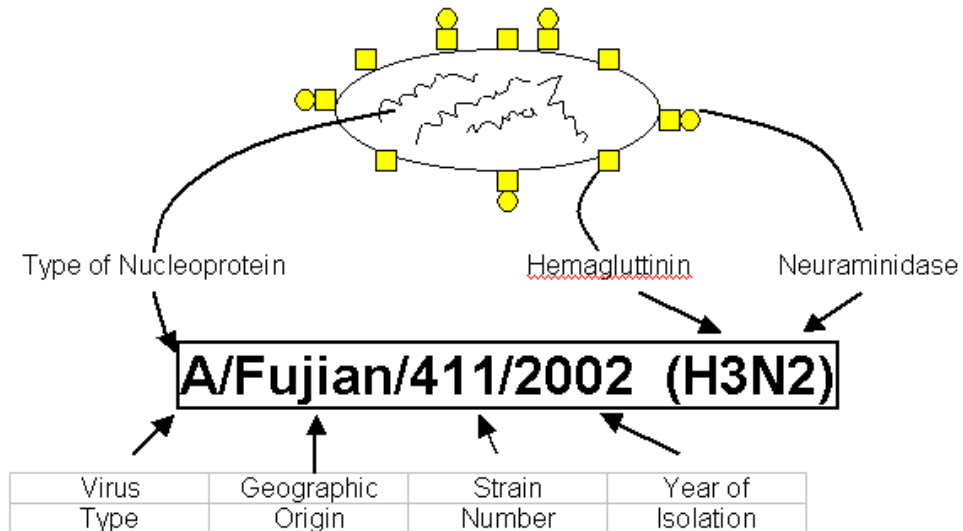 Type of Nucleoprotein
Hemagluttinin
Neuraminidase
A/Fujian/411/2002 (H3N2)
Virus Type
Geographic Origin
Strain Number
Year of Isolation